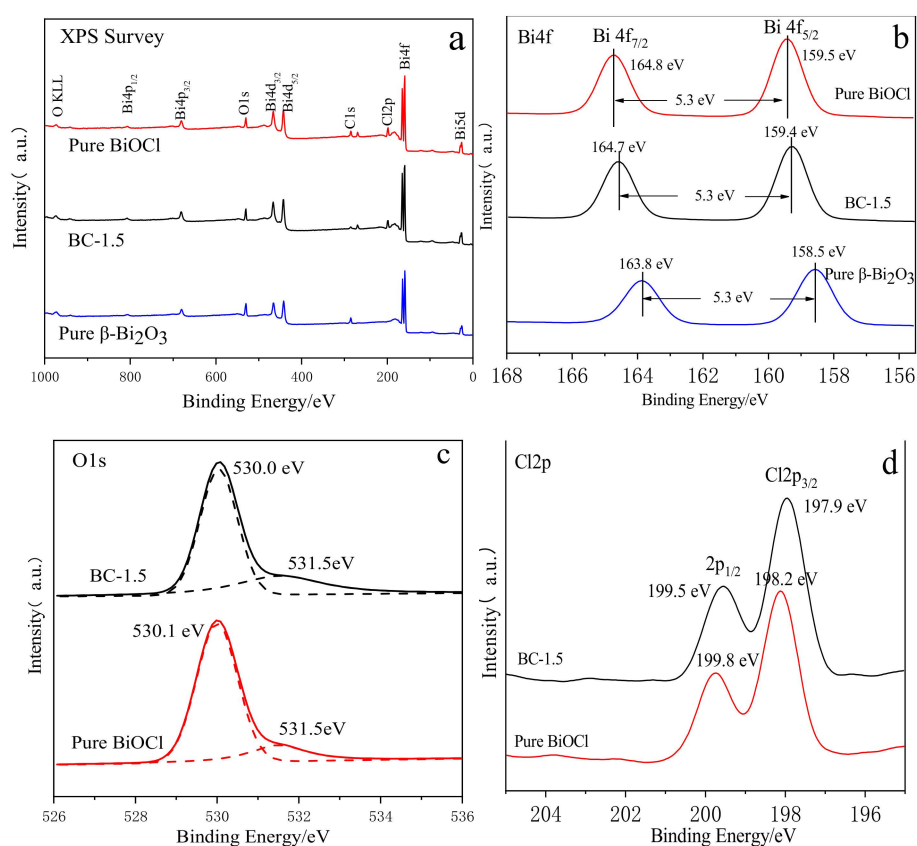 XPS Survey
a
O KLL
Bi4p1/2
Bi4p3/2
O1s
Bi4d3/2
Bi4d5/2
C1s
Cl2p
Bi4f
Bi5d
Pure BiOCl
BC-1.5
Pure β-Bi2O3
Intensity( a.u.)
1000 800 600 400 200 0
Binding Energy/eV
Bi4f
Bi 4f7/2
Bi 4f5/2
b
164.8 eV
159.5 eV
5.3 eV
Pure BiOCl
164.7 eV
159.4 eV
5.3 eV
BC-1.5
163.8 eV
158.5 eV
Pure β-Bi2O3
5.3 eV
Intensity( a.u.)
168 166 164 162 160 158 156
Binding Energy/eV
O1s
c
530.0 eV
531.5eV
BC-1.5
530.1 eV
531.5eV
Pure BiOCl
Intensity( a.u.)
526 528 530 532 534 536
Binding Energy/eV
Cl2p
d
Cl2p3/2
197.9 eV
2p1/2
199.5 eV
198.2 eV
BC-1.5
199.8 eV
Pure BiOCl
Intensity( a.u.)
204 202 200 198 196
Binding Energy/eV